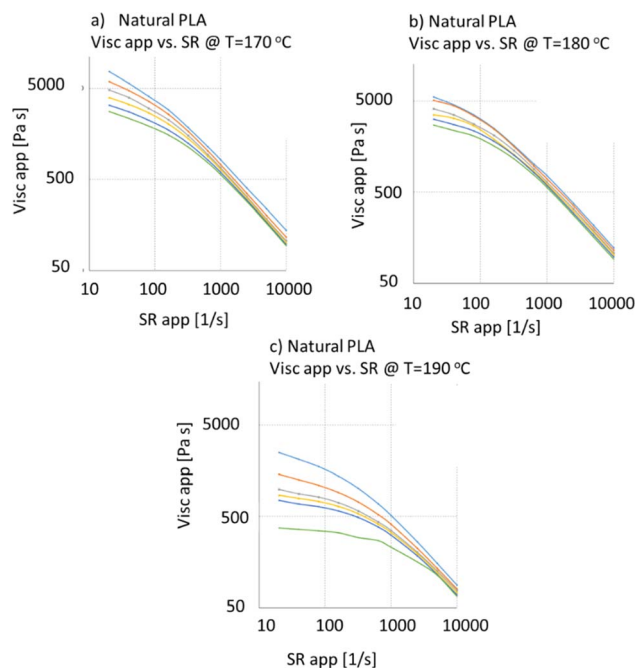 a) Natural PLA
Visc app vs. SR @ T=170 °C
Visc app [Pa s]
5000
500
50
10 100 1000 10000
SR app [1/s]
b) Natural PLA
Visc app vs. SR @ T=180 °C
Visc app [Pa s]
5000
500
50
10 100 1000 10000
SR app [1/s]
c) Natural PLA
Visc app vs. SR @ T=190 °C
Visc app [Pa s]
5000
500
50
10 100 1000 10000
SR app [1/s]